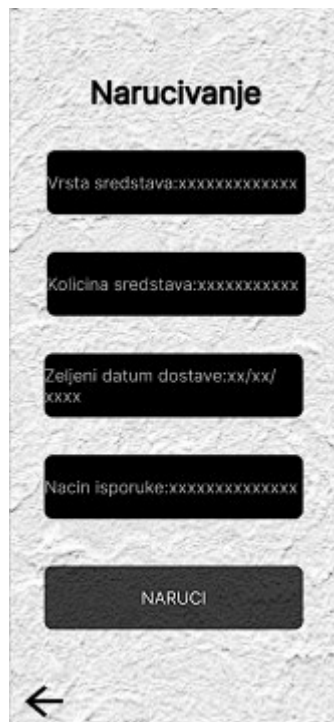 Narucivanje
Vrsta sredstava:xxxxxxxxxxxxx
Kolicina sredstava:xxxxxxxxxxx
Zeljeni datum dostave:xx/xx/
xxxx
Nacin isporuke:xxxxxxxxxxxxxx
NARUCI